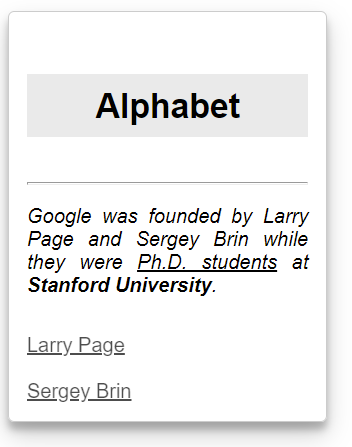 Alphabet
Google was founded by Larry
Page and Sergey Brin while
they were Ph.D. students at
Stanford University.
Larry Page
Sergey Brin